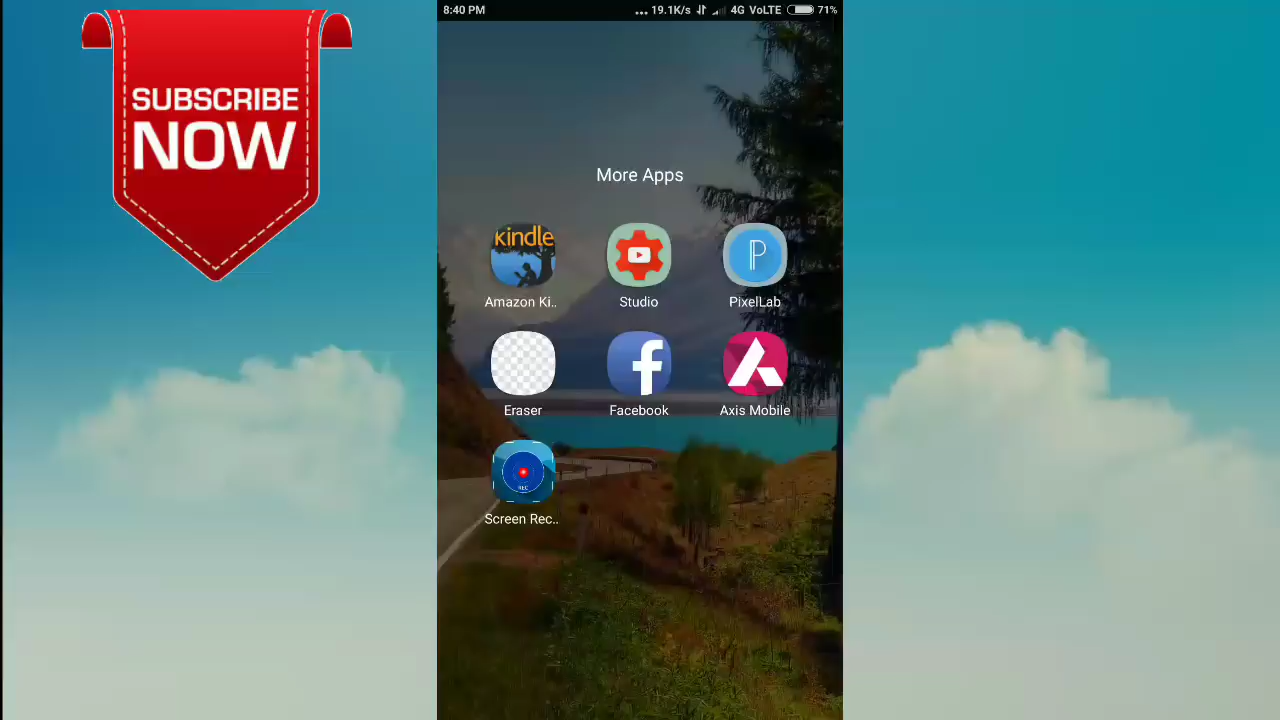 SUBSCRIBE
NOW
8:40 PM
... 19.1K/s 4G VoLTE 71%
More Apps
kindle
Amazon Ki..
Studio
P
PixelLab
Eraser
f
Facebook
Axis Mobile
REC
Screen Rec..